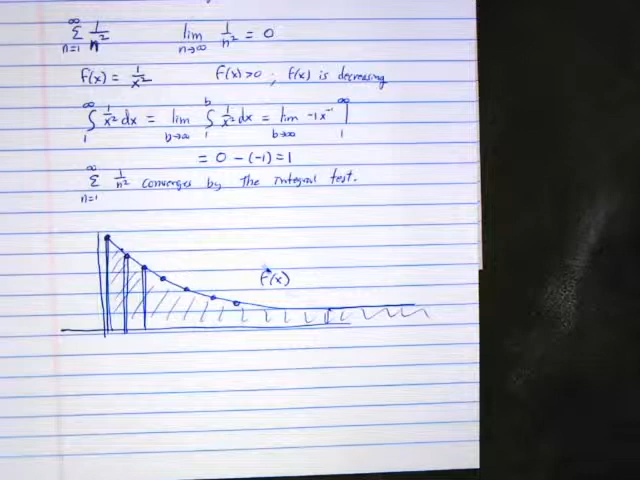 ∞ Σ n=1 1/n² lim n→∞ 1/n² = 0
f(x) = 1/x² f(x) > 0 ; f(x) is decreasing
∞ ∫ 1 1/x² dx = lim b→∞ b ∫ 1 1/x² dx = lim b→∞ -1x⁻¹ | ∞ 1
= 0 - (-1) = 1
∞ Σ n=1 1/n² converges by the integral test.
f(x)